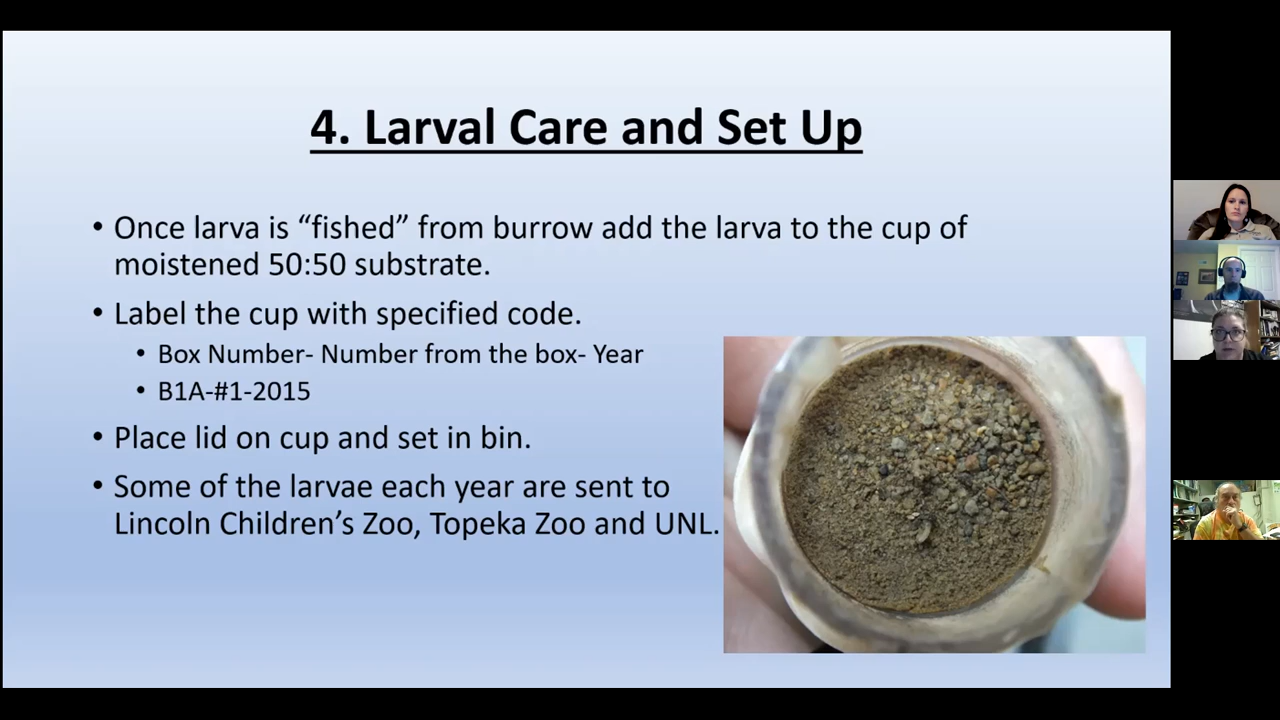 4. Larval Care and Set Up
• Once larva is “fished” from burrow add the larva to the cup of
moistened 50:50 substrate.
• Label the cup with specified code.
• Box Number- Number from the box- Year
• B1A-#1-2015
• Place lid on cup and set in bin.
• Some of the larvae each year are sent to
Lincoln Children’s Zoo, Topeka Zoo and UNL.